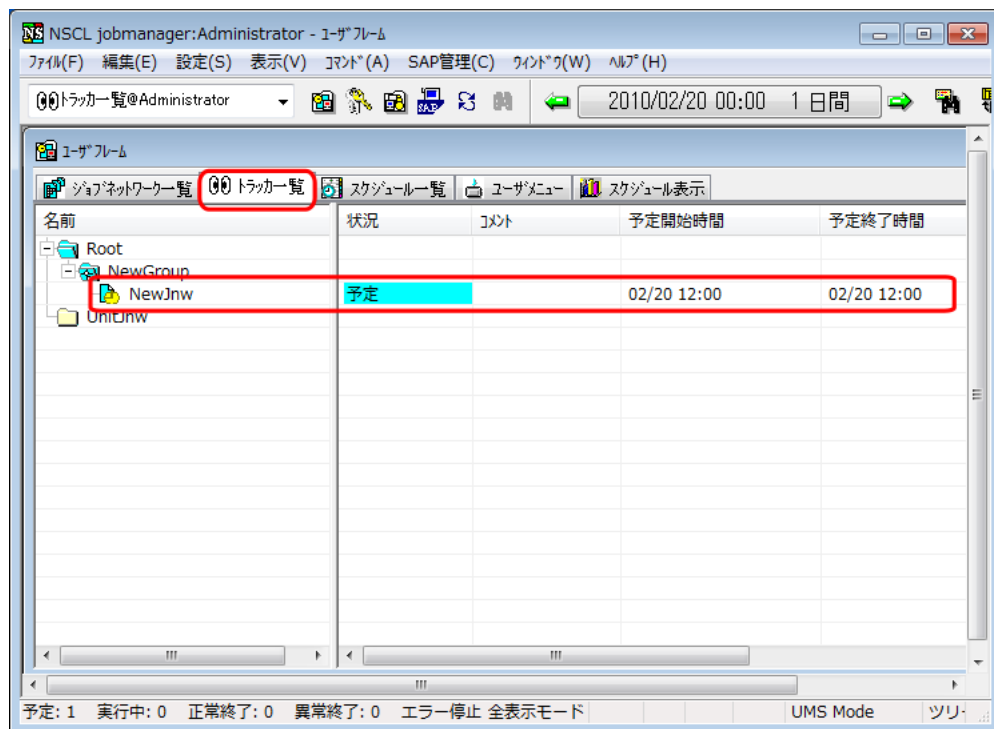 NSCL jobmanager:Administrator - ﾕｰｻﾞﾌﾚｰﾑ
ﾌｧｲﾙ(F) 編集(E) 設定(S) 表示(V) ｺﾏﾝﾄﾞ(A) SAP管理(C) ｳｨﾝﾄﾞｳ(W) ﾍﾙﾌﾟ(H)
ﾄﾗｯｶ一覧@Administrator SAP 2010/02/20 00:00 1 日間
ﾕｰｻﾞﾌﾚｰﾑ
ｼﾞｮﾌﾞﾈｯﾄﾜｰｸ一覧 ﾄﾗｯｶ一覧 ｽｹｼﾞｭｰﾙ一覧 ﾕｰｻﾞﾒﾆｭｰ ｽｹｼﾞｭｰﾙ表示
名前 状況 ｺﾒﾝﾄ 予定開始時間 予定終了時間
Root
NewGroup
NewJnw 予定 02/20 12:00 02/20 12:00
UnitJnw
予定: 1 実行中: 0 正常終了: 0 異常終了: 0 エラー停止 全表示モード UMS Mode ツリ